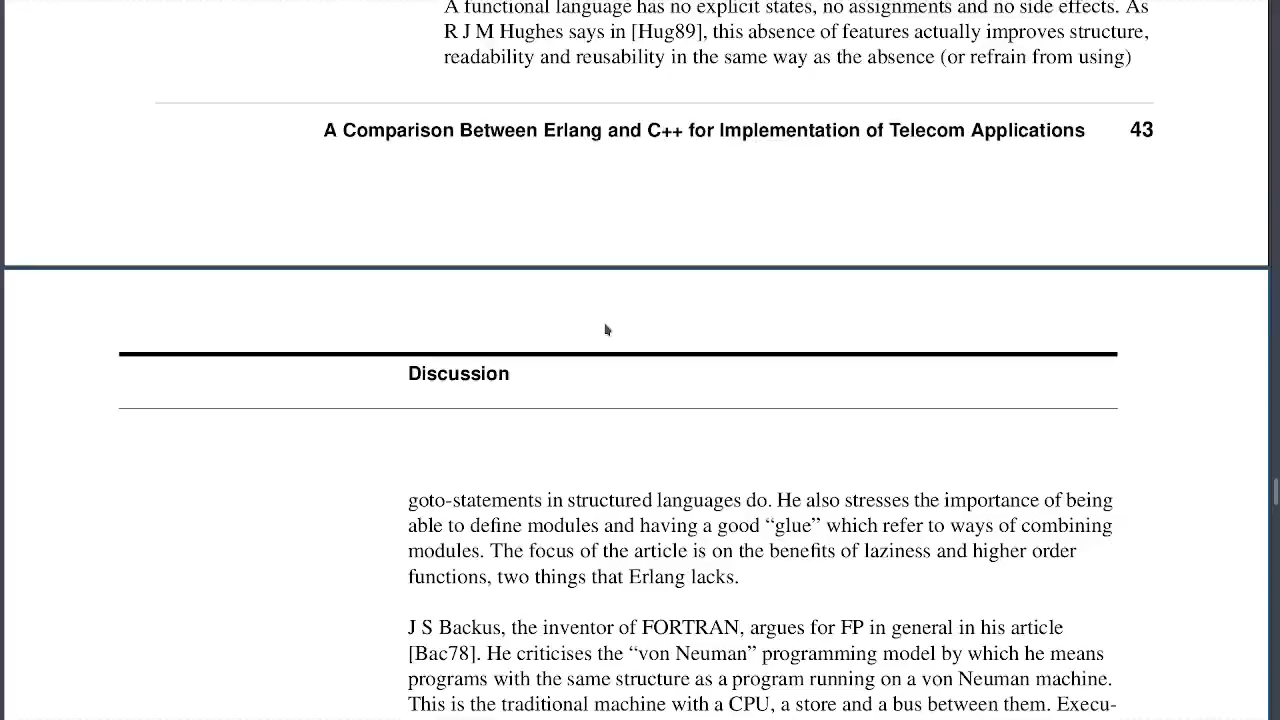 A functional language has no explicit states, no assignments and no side effects. As
R J M Hughes says in [Hug89], this absence of features actually improves structure,
readability and reusability in the same way as the absence (or refrain from using)
A Comparison Between Erlang and C++ for Implementation of Telecom Applications 43
Discussion
goto-statements in structured languages do. He also stresses the importance of being
able to define modules and having a good “glue” which refer to ways of combining
modules. The focus of the article is on the benefits of laziness and higher order
functions, two things that Erlang lacks.
J S Backus, the inventor of FORTRAN, argues for FP in general in his article
[Bac78]. He criticises the “von Neuman” programming model by which he means
programs with the same structure as a program running on a von Neuman machine.
This is the traditional machine with a CPU, a store and a bus between them. Execu-